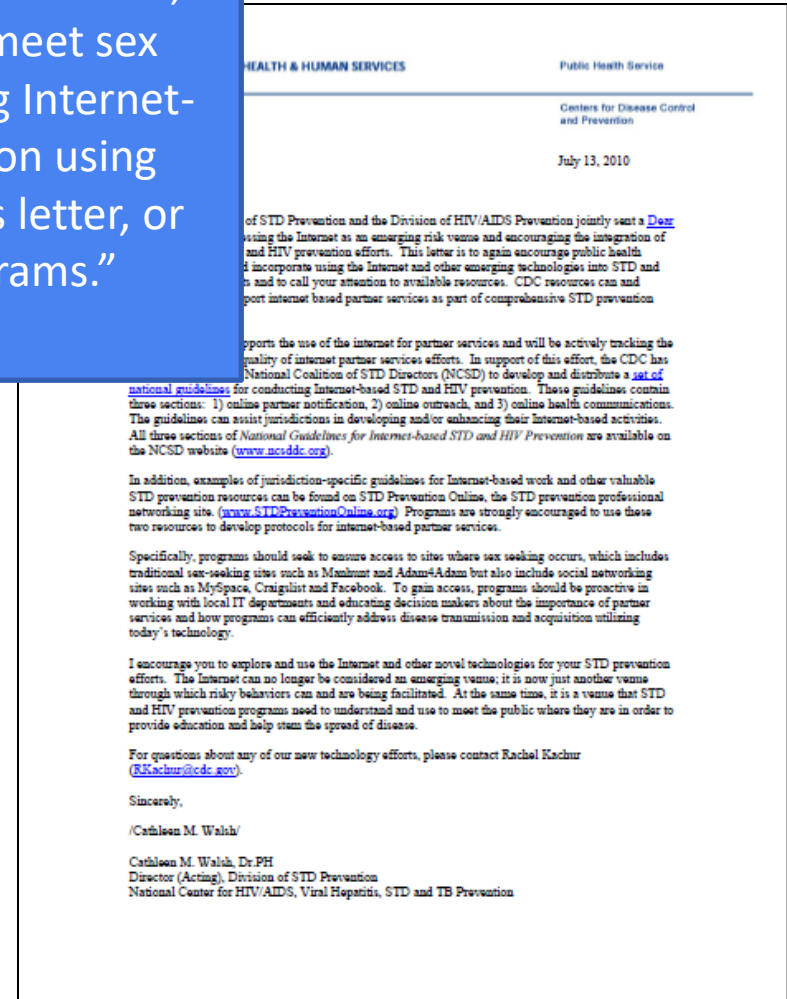 meet sex
g Internet-
on using
s letter, or
rams.”
HEALTH & HUMAN SERVICES
Public Health Service
Centers for Disease Control
and Prevention
July 13, 2010
of STD Prevention and the Division of HIV/AIDS Prevention jointly sent a Dear
ssing the Internet as an emerging risk venue and encouraging the integration of
and HIV prevention efforts. This letter is to again encourage public health
d incorporate using the Internet and other emerging technologies into STD and
s and to call your attention to available resources. CDC resources can and
port internet based partner services as part of comprehensive STD prevention
pports the use of the internet for partner services and will be actively tracking the
quality of internet partner services efforts. In support of this effort, the CDC has
National Coalition of STD Directors (NCSD) to develop and distribute a set of
national guidelines for conducting Internet-based STD and HIV prevention. These guidelines contain
three sections: 1) online partner notification, 2) online outreach, and 3) online health communications.
The guidelines can assist jurisdictions in developing and/or enhancing their Internet-based activities.
All three sections of National Guidelines for Internet-based STD and HIV Prevention are available on
the NCSD website (www.ncsddc.org).
In addition, examples of jurisdiction-specific guidelines for Internet-based work and other valuable
STD prevention resources can be found on STD Prevention Online, the STD prevention professional
networking site. (www.STDPreventionOnline.org) Programs are strongly encouraged to use these
two resources to develop protocols for internet-based partner services.
Specifically, programs should seek to ensure access to sites where sex seeking occurs, which includes
traditional sex-seeking sites such as Manhunt and Adam4Adam but also include social networking
sites such as MySpace, Craigslist and Facebook. To gain access, programs should be proactive in
working with local IT departments and educating decision makers about the importance of partner
services and how programs can efficiently address disease transmission and acquisition utilizing
today's technology.
I encourage you to explore and use the Internet and other novel technologies for your STD prevention
efforts. The Internet can no longer be considered an emerging venue; it is now just another venue
through which risky behaviors can and are being facilitated. At the same time, it is a venue that STD
and HIV prevention programs need to understand and use to meet the public where they are in order to
provide education and help stem the spread of disease.
For questions about any of our new technology efforts, please contact Rachel Kachur
(RKachur@cdc.gov).
Sincerely,
/Cathleen M. Walsh/
Cathleen M. Walsh, Dr.PH
Director (Acting), Division of STD Prevention
National Center for HIV/AIDS, Viral Hepatitis, STD and TB Prevention